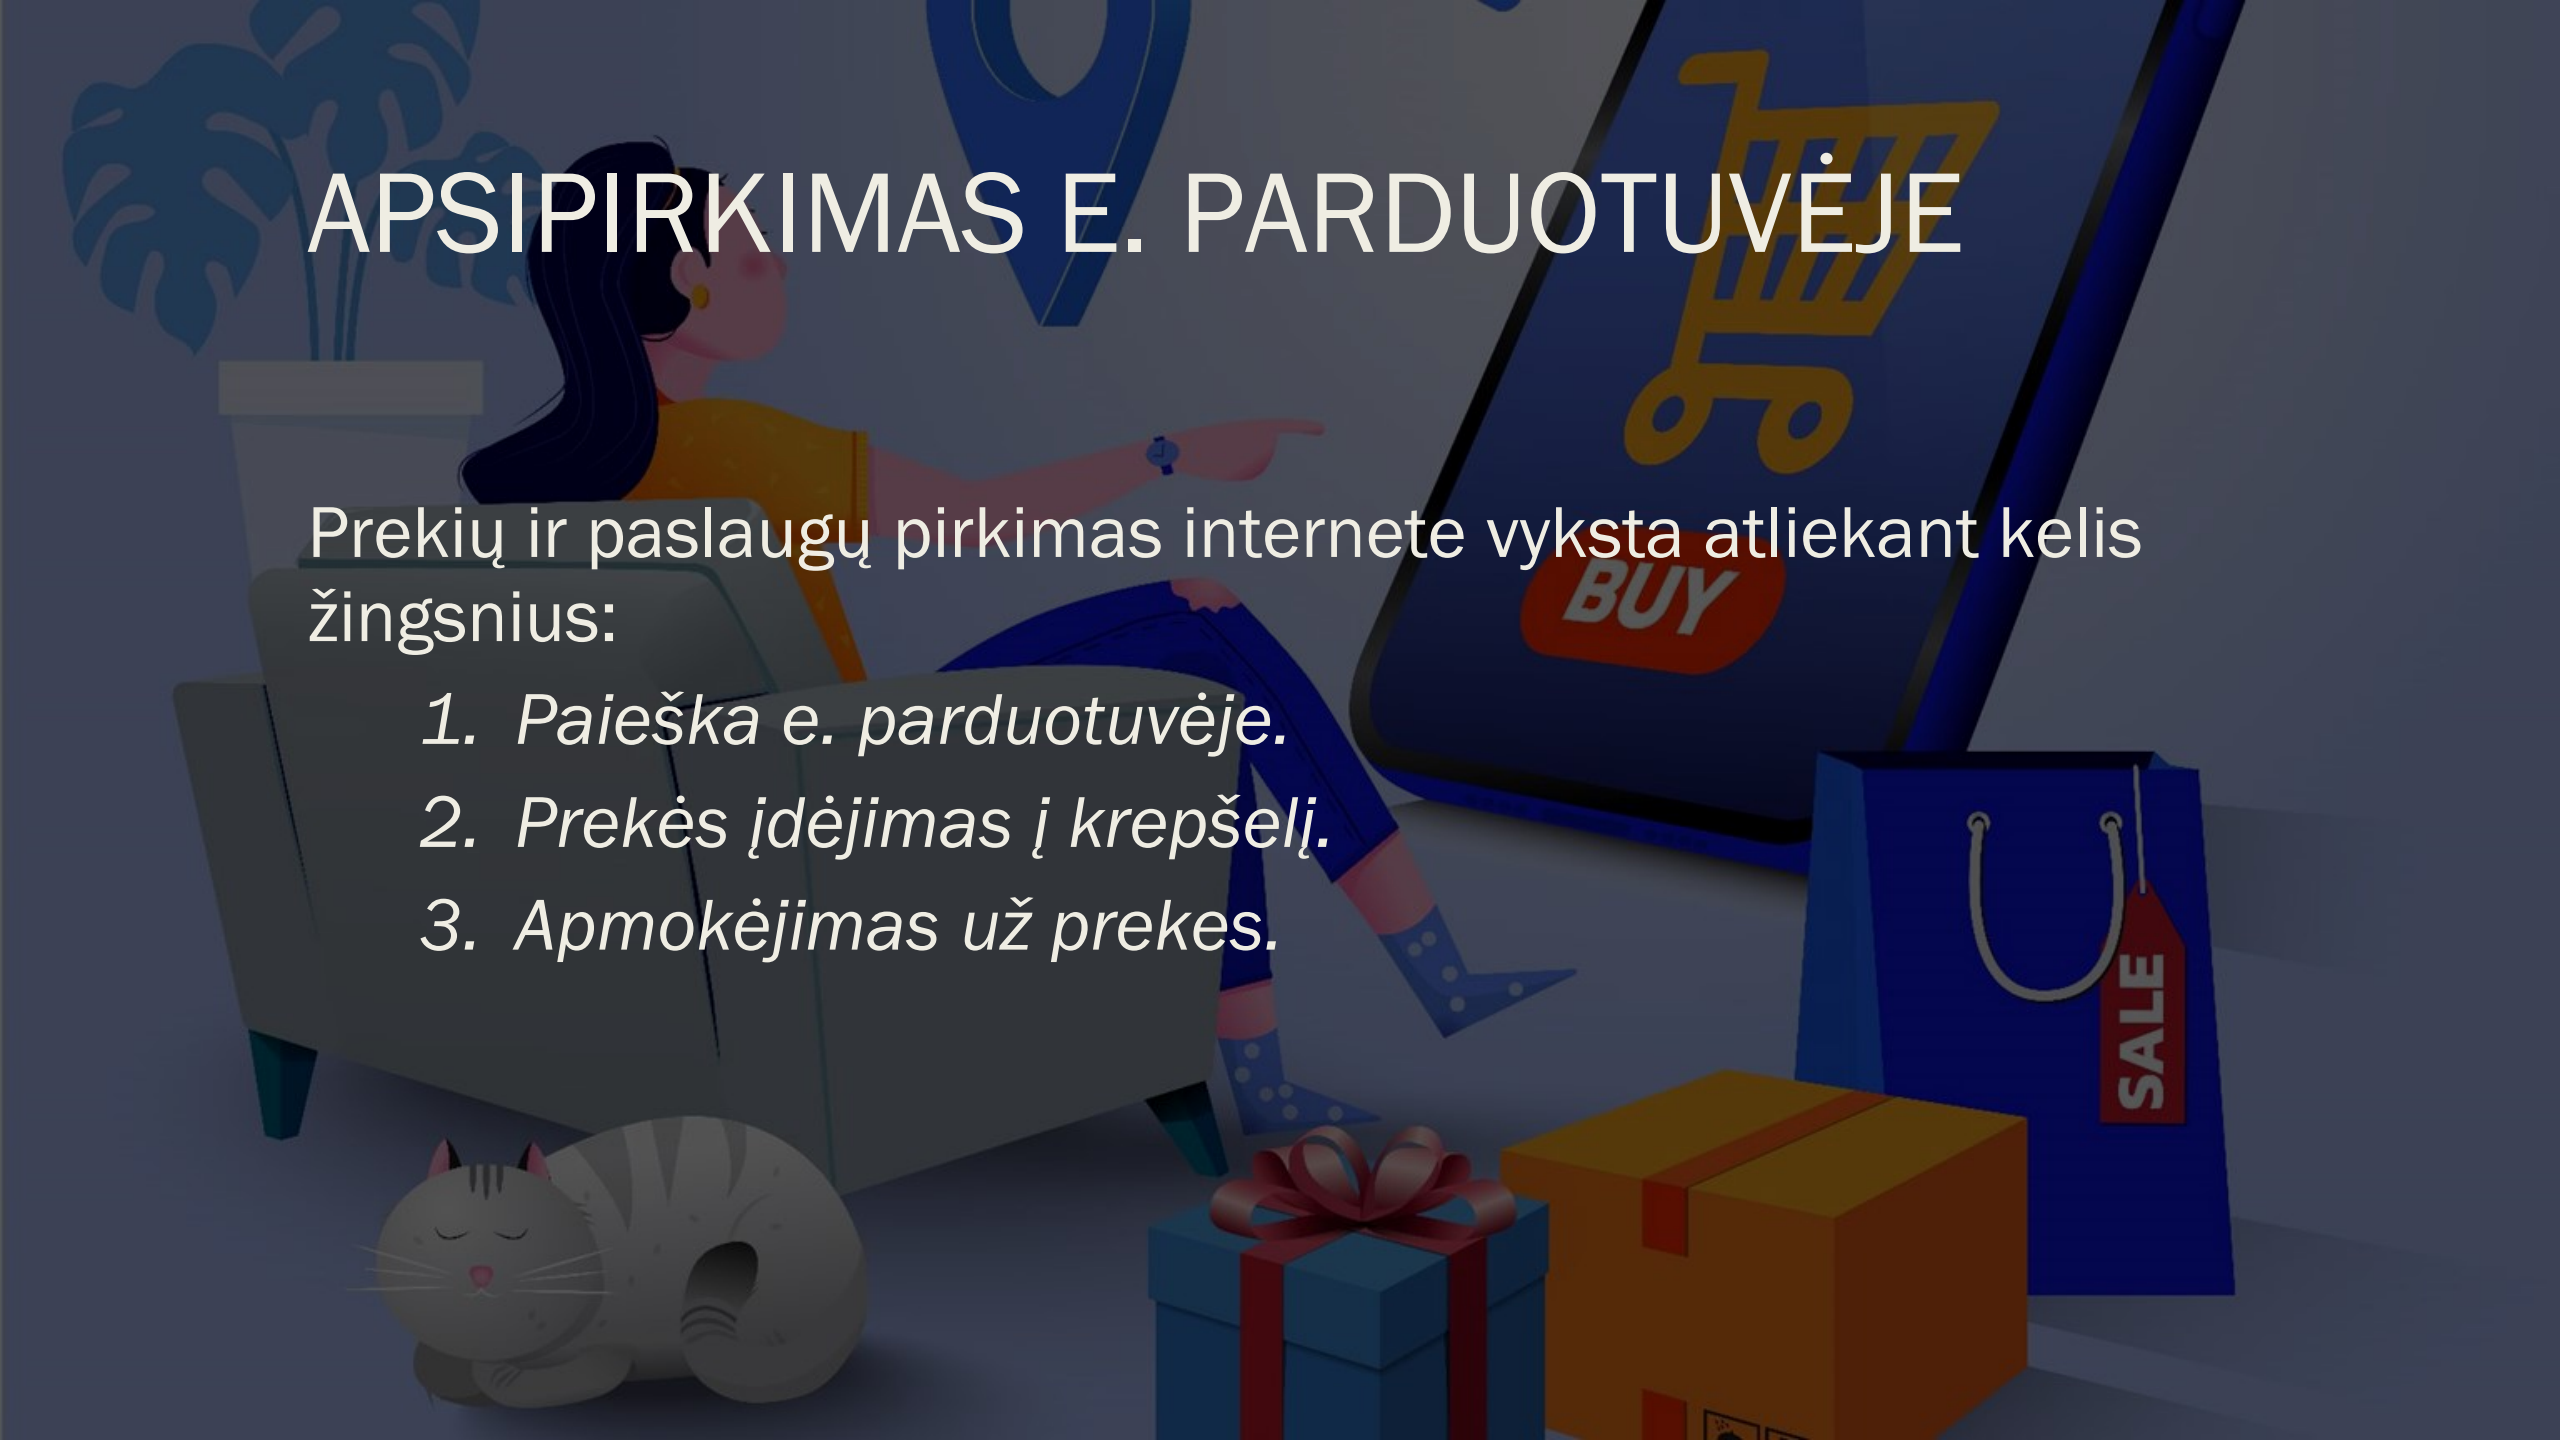 APSIPIRKIMAS E. PARDUOTUVĖJE
Prekių ir paslaugų pirkimas internete vyksta atliekant kelis
žingsnius:
1. Paieška e. parduotuvėje.
2. Prekės įdėjimas į krepšelį.
3. Apmokėjimas už prekes.
BUY
SALE